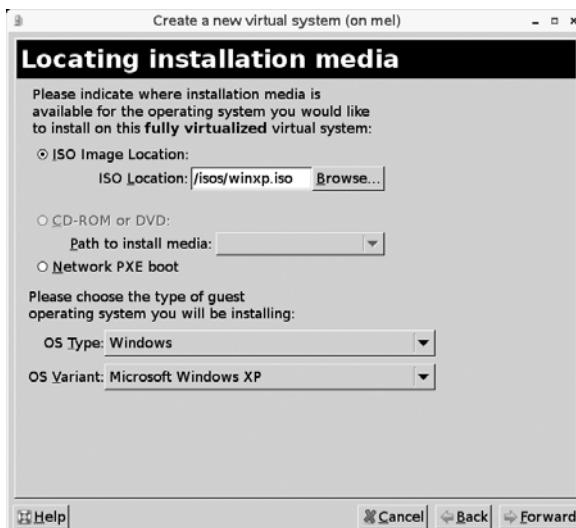 Create a new virtual system (on mel)
Locating installation media
Please indicate where installation media is
available for the operating system you would like
to install on this fully virtualized virtual system:
ISO Image Location:
ISO Location: /isos/winxp.iso Browse...
CD-ROM or DVD:
Path to install media:
Network PXE boot
Please choose the type of guest
operating system you will be installing:
OS Type: Windows
OS Variant: Microsoft Windows XP
Help Cancel Back Forward